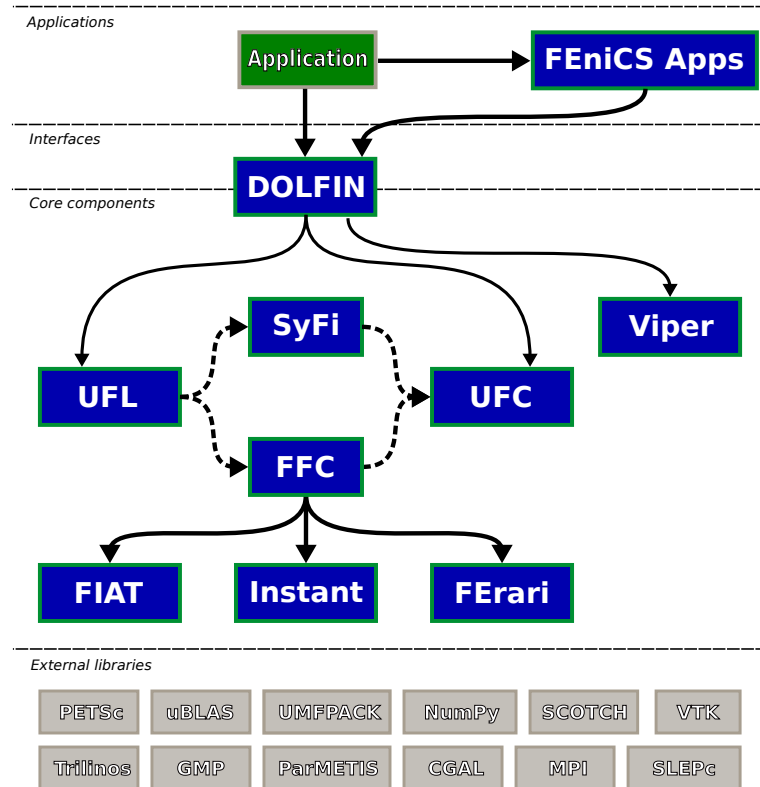 Applications
Application
FEniCS Apps
Interfaces
DOLFIN
Core components
SyFi
Viper
UFL
UFC
FFC
FIAT
Instant
FErari
External libraries
PETSc
uBLAS
UMFPACK
NumPy
SCOTCH
VTK
Trilinos
GMP
ParMETIS
CGAL
MPI
SLEPc